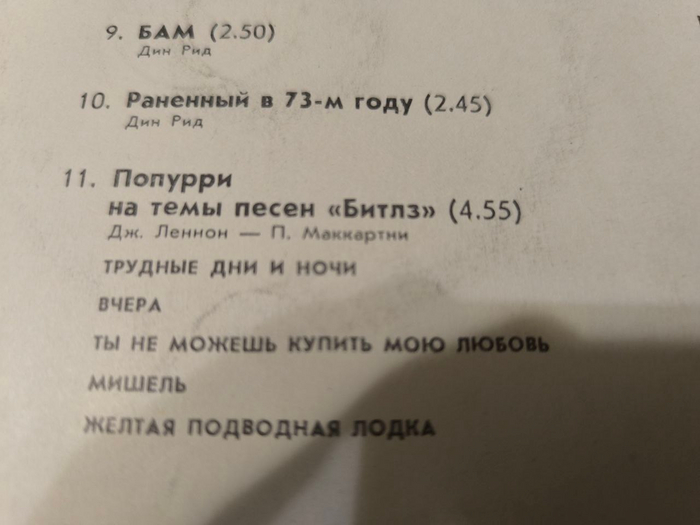 9. БАМ (2.50)
Дин Рид
10. Раненный в 73-м году (2.45)
Дин Рид
11. Попурри
на темы песен «Битлз» (4.55)
Дж. Леннон — П. Маккартни
ТРУДНЫЕ ДНИ И НОЧИ
ВЧЕРА
ТЫ НЕ МОЖЕШЬ КУПИТЬ МОЮ ЛЮБОВЬ
МИШЕЛЬ
ЖЕЛТАЯ ПОДВОДНАЯ ЛОДКА